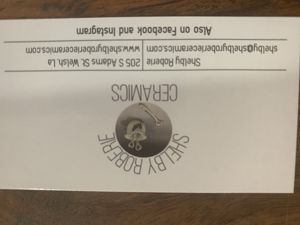 SHELBY ROBERIE
CERAMICS
Shelby Roberie | 205 S Adams St, Welsh, La
shelby@shelbyroberieceramics.com | www.shelbyroberieceramics.com
Also on Facebook and Instagram